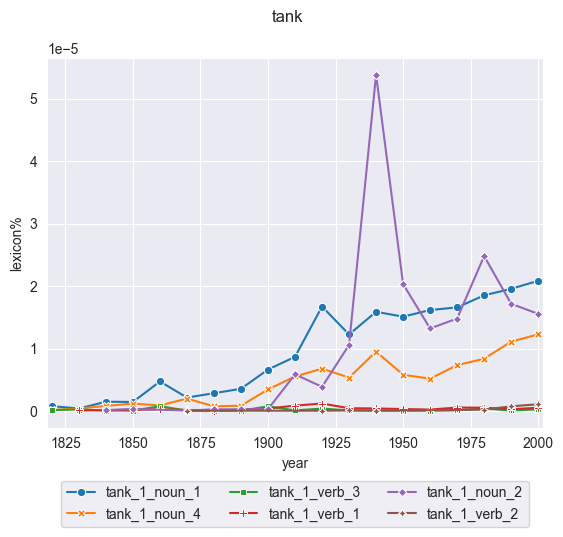 tank
1e−5
5
4
3
2
1
0
lexicon%
1825 1850 1875 1900 1925 1950 1975 2000
year
tank_1_noun_1 tank_1_verb_3 tank_1_noun_2
tank_1_noun_4 tank_1_verb_1 tank_1_verb_2